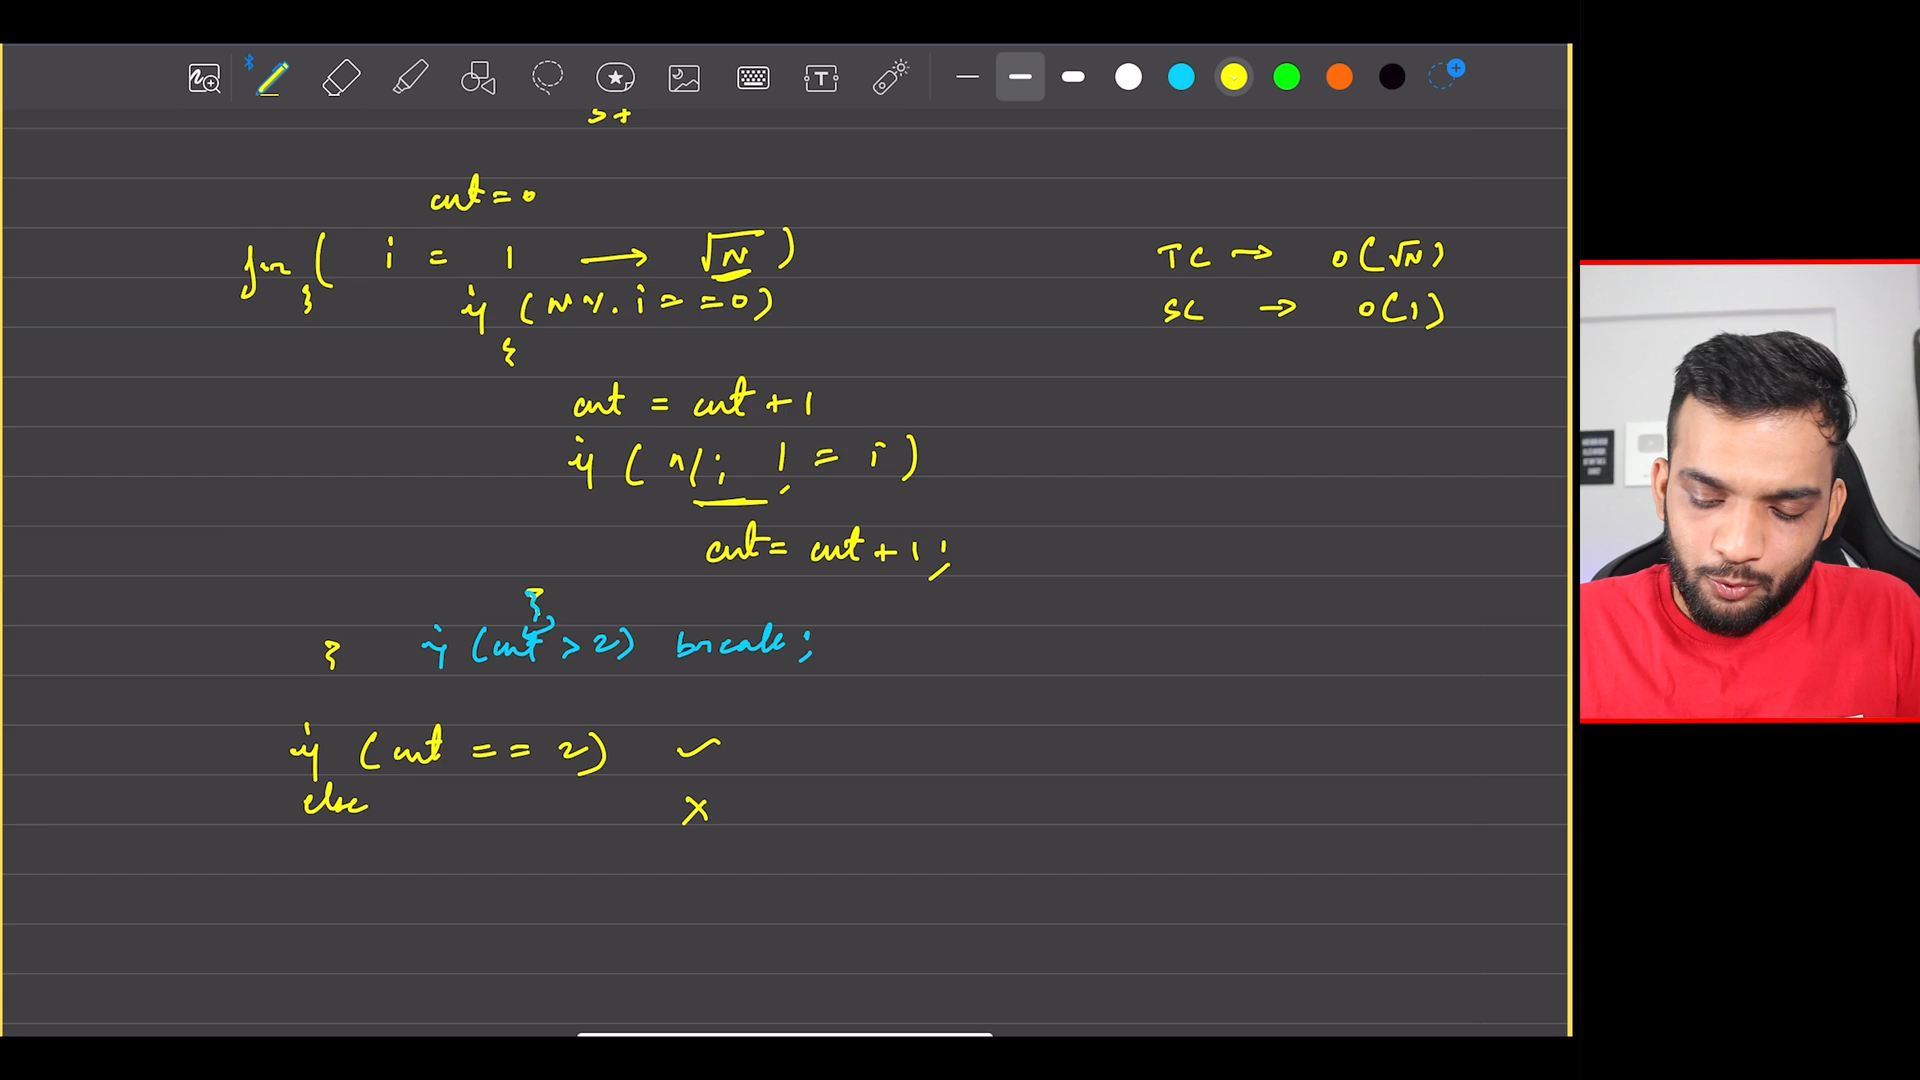 cnt = 0
for ( i = 1 → √N )
{
if ( N % i == 0 )
{
cnt = cnt + 1
if ( n/i != i )
cnt = cnt + 1;
}
} if (cnt > 2) break;
if (cnt == 2) ✓
else ✗
TC → O(√N)
SC → O(1)